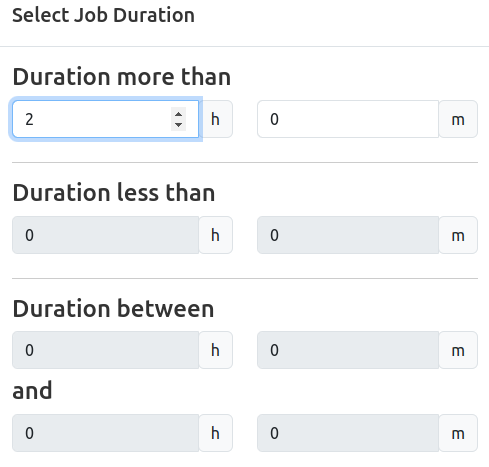 Select Job Duration
Duration more than
2 h 0 m
Duration less than
0 h 0 m
Duration between
0 h 0 m
and
0 h 0 m